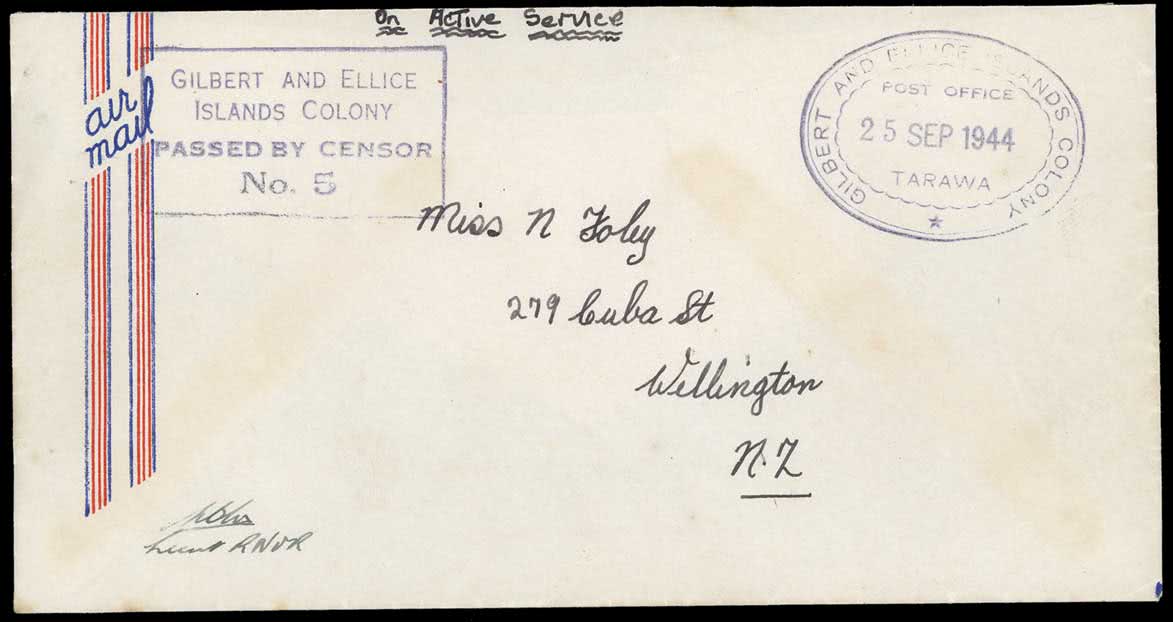 On Active Service
air
mail
GILBERT AND ELLICE
ISLANDS COLONY
PASSED BY CENSOR
No. 5
GILBERT AND ELLICE ISLANDS COLONY
POST OFFICE
25 SEP 1944
TARAWA
Miss N Foley
279 Cuba St
Wellington
N.Z
Lieut RNVR